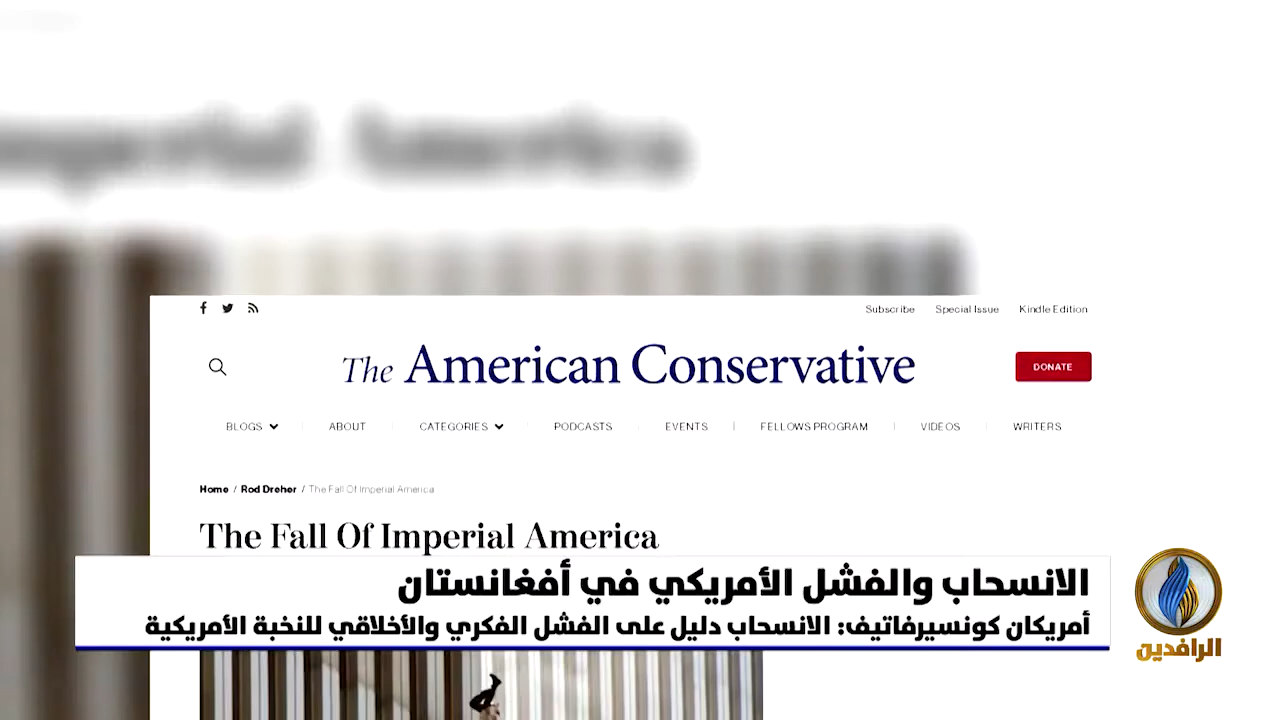 Imperial America
Subscribe Special Issue Kindle Edition
The American Conservative
DONATE
BLOGS ABOUT CATEGORIES PODCASTS EVENTS FELLOWS PROGRAM VIDEOS WRITERS
Home / Rod Dreher / The Fall Of Imperial America
The Fall Of Imperial America
الانسحاب والفشل الأمريكي في أفغانستان
أمريكان كونسيرفاتيف: الانسحاب دليل على الفشل الفكري والأخلاقي للنخبة الأمريكية
الرافدين